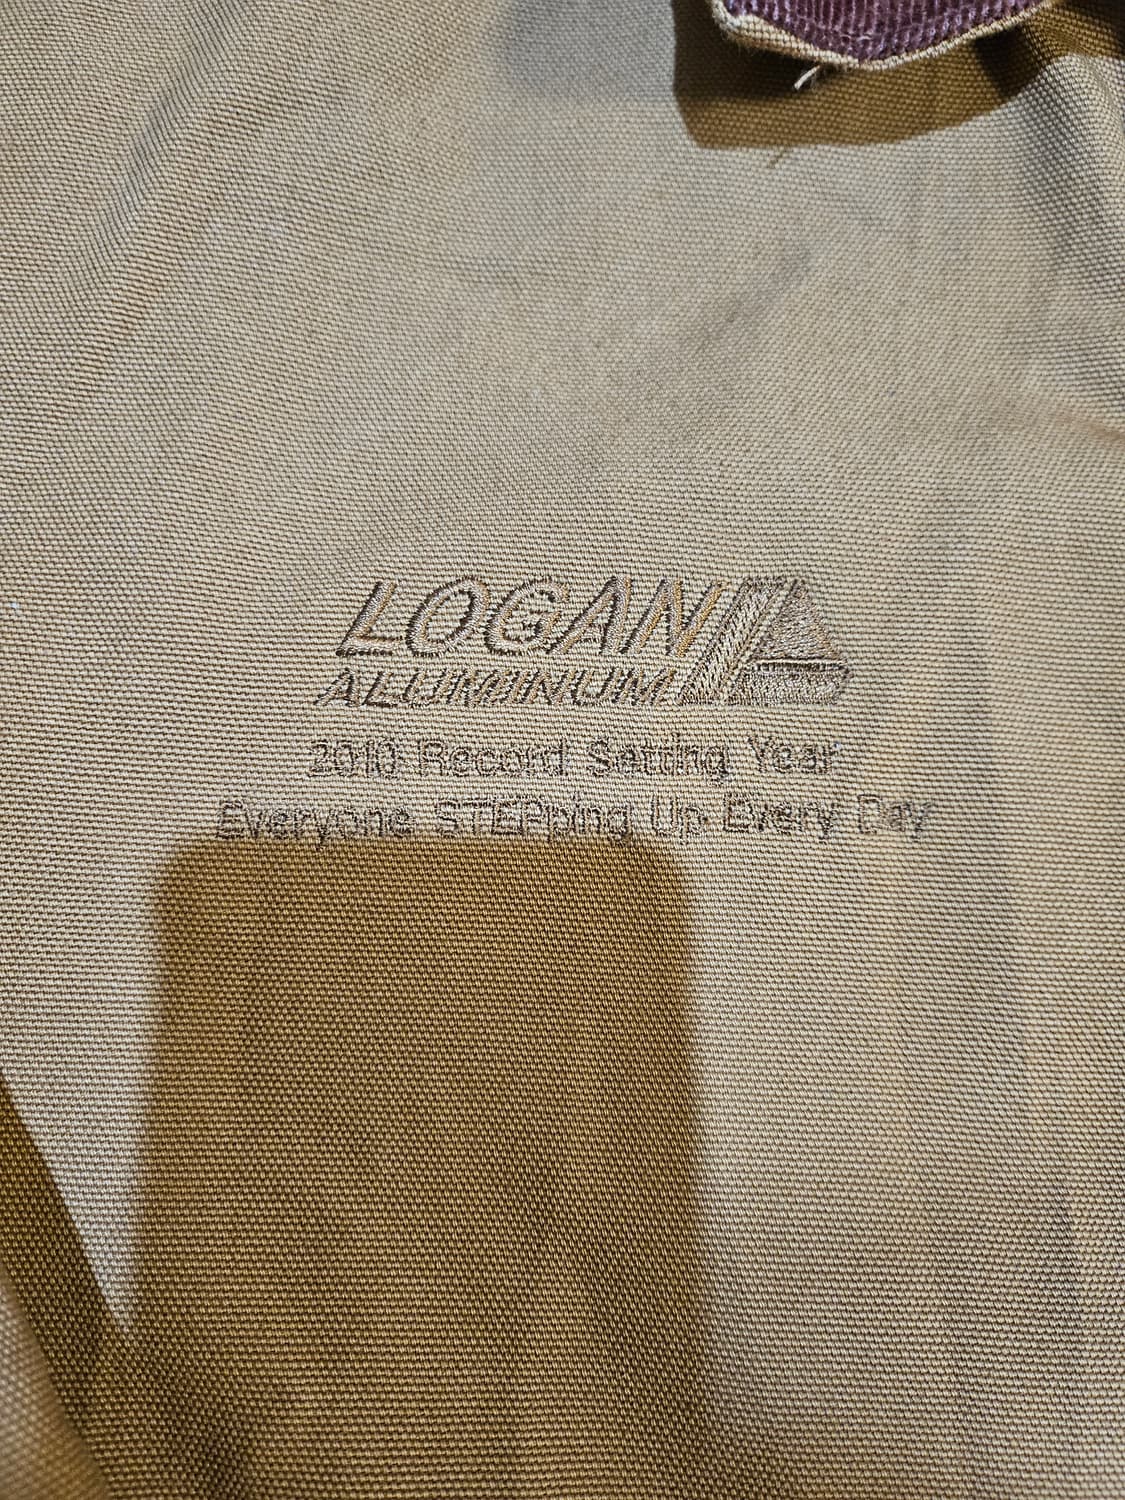 LOGAN
ALUMINUM
2010 Record Setting Year
Everyone STEPping Up Every Day